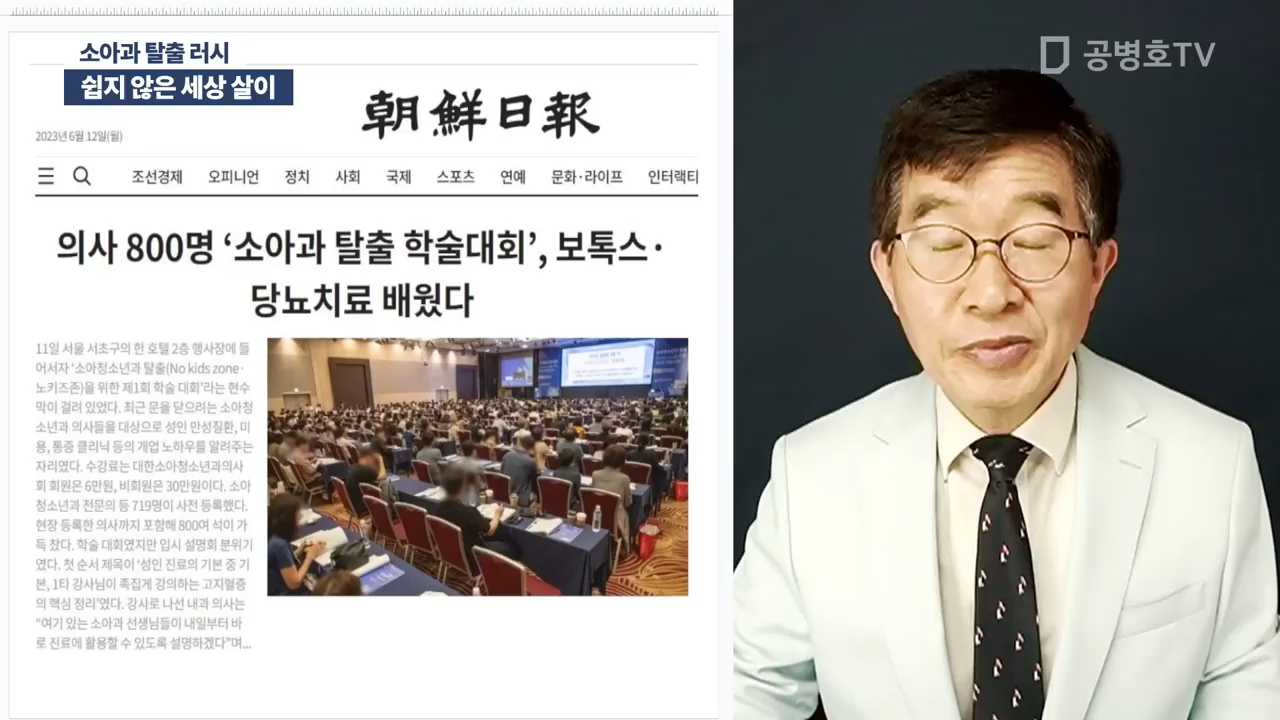 소아과 탈출 러시
쉽지 않은 세상 살이
공병호TV
朝鮮日報
2023년 6월 12일(월)
조선경제 오피니언 정치 사회 국제 스포츠 연예 문화·라이프 인터랙티
의사 800명 ‘소아과 탈출 학술대회’, 보톡스·
당뇨치료 배웠다
11일 서울 서초구의 한 호텔 2층 행사장에 들
어서자 ‘소아청소년과 탈출(No kids zone·
노키즈존)을 위한 제1회 학술 대회’라는 현수
막이 걸려 있었다. 최근 문을 닫으려는 소아청
소년과 의사들을 대상으로 성인 만성질환, 미
용, 통증 클리닉 등의 개업 노하우를 알려주는
자리였다. 수강료는 대한소아청소년과의사
회 회원은 6만원, 비회원은 30만원이다. 소아
청소년과 전문의 등 719명이 사전 등록했다.
현장 등록한 의사까지 포함해 800여 석이 가
득 찼다. 학술 대회였지만 입시 설명회 분위기
였다. 첫 순서 제목이 ‘성인 진료의 기본 중 기
본, 1타 강사님이 족집게 강의하는 고지혈증
의 핵심 정리’였다. 강사로 나선 내과 의사는
“여기 있는 소아과 선생님들이 내일부터 바
로 진료에 활용할 수 있도록 설명하겠다”며...